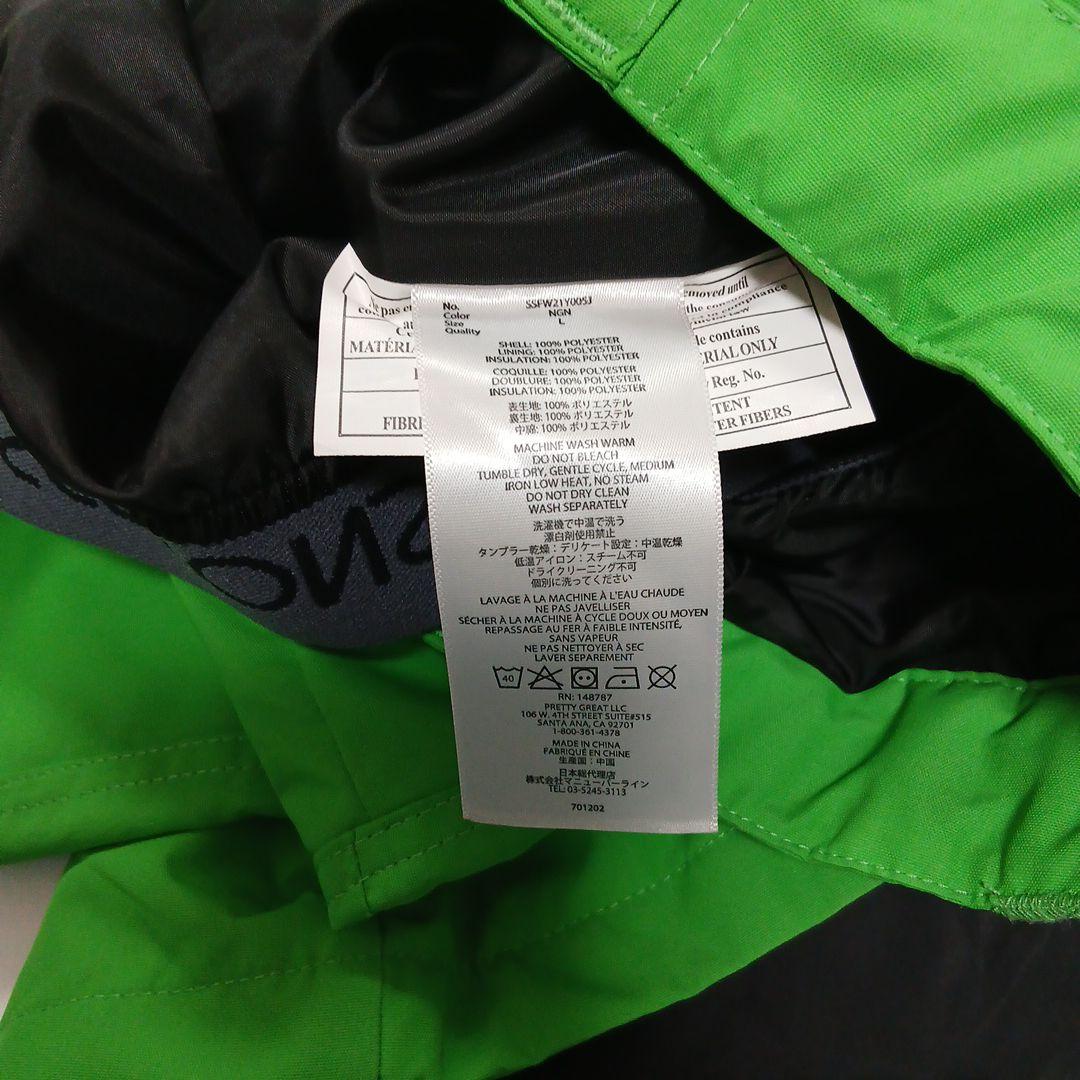 No. SSFW21Y0053
Color NGN
Size L
Quality
SHELL: 100% POLYESTER
LINING: 100% POLYESTER
INSULATION: 100% POLYESTER
COQUILLE: 100% POLYESTER
DOUBLURE: 100% POLYESTER
INSULATION: 100% POLYESTER
表生地: 100% ポリエステル
裏生地: 100% ポリエステル
中綿: 100% ポリエステル
MACHINE WASH WARM
DO NOT BLEACH
TUMBLE DRY, GENTLE CYCLE, MEDIUM
IRON LOW HEAT, NO STEAM
DO NOT DRY CLEAN
WASH SEPARATELY
洗濯機で中温で洗う
漂白剤使用禁止
タンブラー乾燥：デリケート設定：中温乾燥
低温アイロン：スチーム不可
ドライクリーニング不可
個別に洗ってください
LAVAGE À LA MACHINE À L'EAU CHAUDE
NE PAS JAVELLISER
SÉCHER À LA MACHINE À CYCLE DOUX OU MOYEN
REPASSAGE AU FER À FAIBLE INTENSITÉ,
SANS VAPEUR
NE PAS NETTOYER À SEC
LAVER SEPAREMENT
40
RN: 148787
PRETTY GREAT LLC
106 W. 4TH STREET SUITE#515
SANTA ANA, CA 92701
1-800-361-4378
MADE IN CHINA
FABRIQUÉ EN CHINE
生産国：中国
日本総代理店
株式会社マニューバーライン
TEL: 03-5245-3113
701202
pas
MATÉRI
FIBR
emoved until
compliance
le contains
ERIAL ONLY
Reg. No.
TENT
ER FIBERS